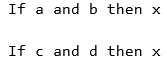 If a and b then x
If c and d then x